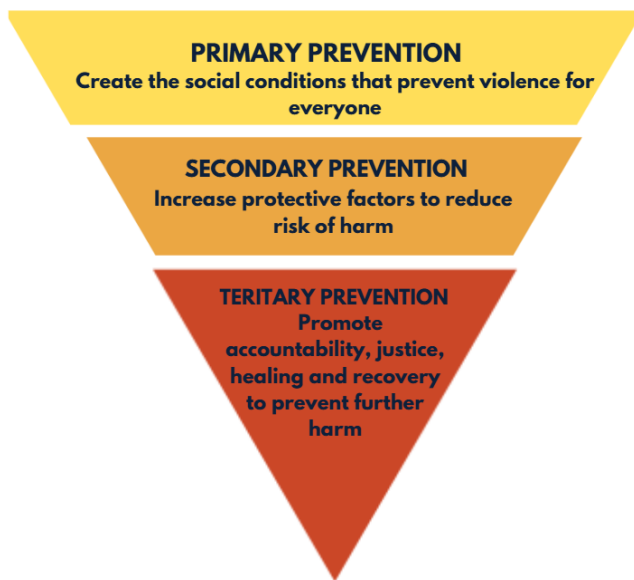 PRIMARY PREVENTION
Create the social conditions that prevent violence for
everyone
SECONDARY PREVENTION
Increase protective factors to reduce
risk of harm
TERITARY PREVENTION
Promote
accountability, justice,
healing and recovery
to prevent further
harm